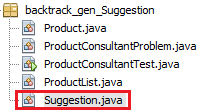 backtrack_gen_Suggestion
Product.java
ProductConsultantProblem.java
ProductConsultantTest.java
ProductList.java
Suggestion.java